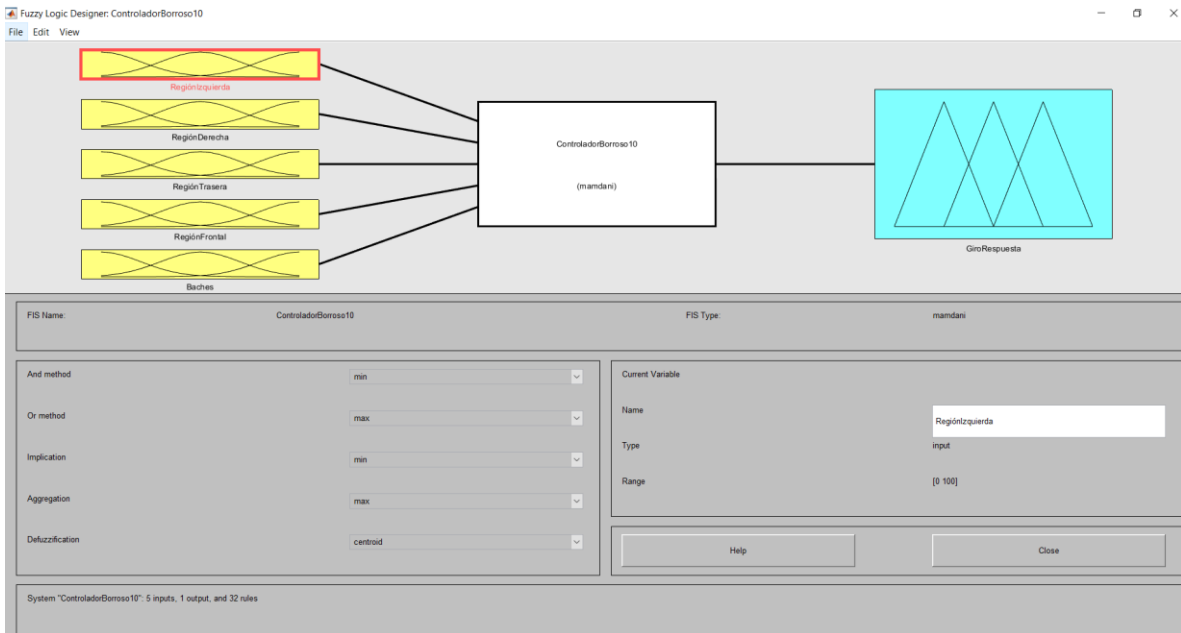 Fuzzy Logic Designer: ControladorBorroso10
File Edit View
RegiónIzquierda
RegiónDerecha
RegiónTrasera
RegiónFrontal
Baches
ControladorBorroso10
(mamdani)
GiroRespuesta
FIS Name: ControladorBorroso10 FIS Type: mamdani
And method min
Or method max
Implication min
Aggregation max
Defuzzification centroid
Current Variable
Name RegiónIzquierda
Type input
Range [0 100]
Help Close
System "ControladorBorroso10": 5 inputs, 1 output, and 32 rules